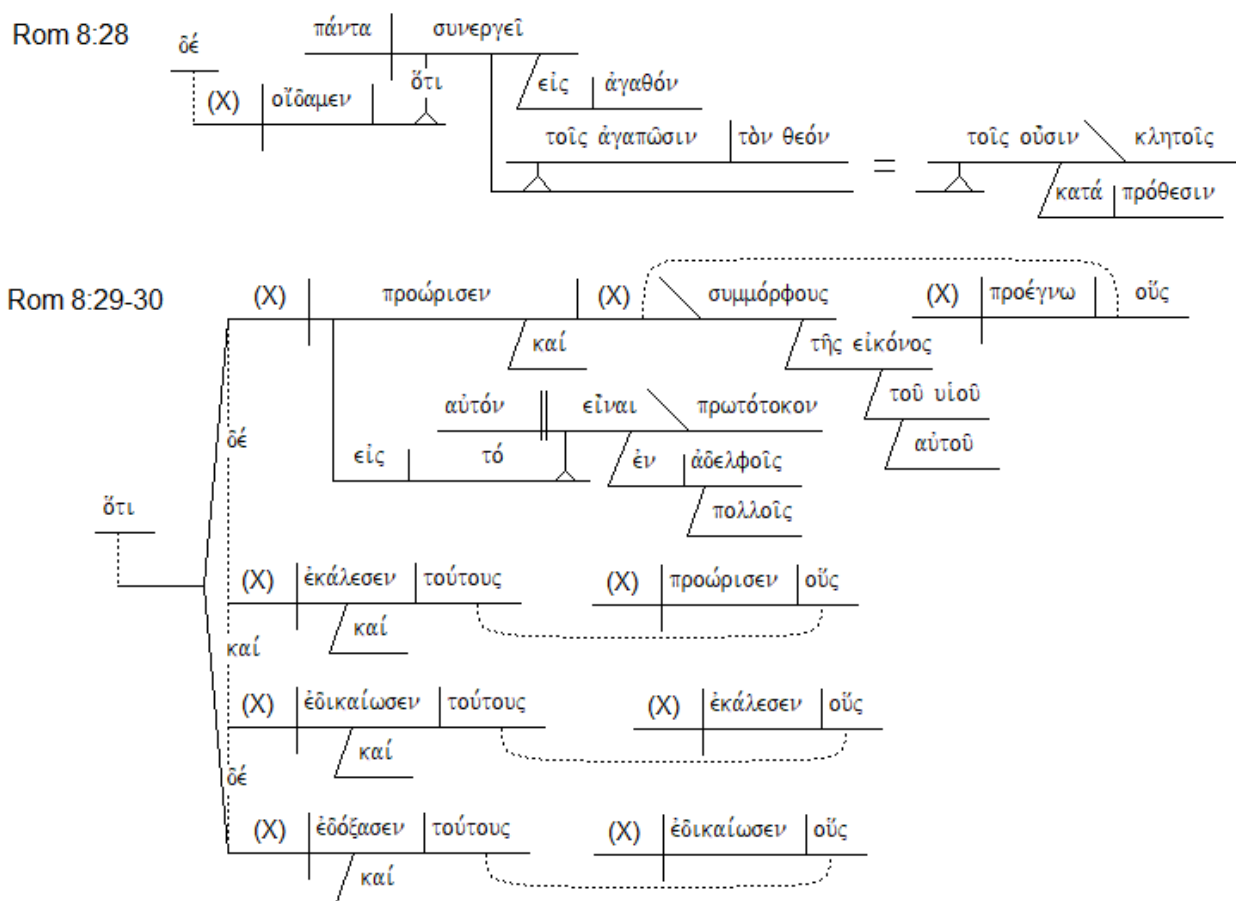 Rom 8:28
δέ
πάντα συνεργεῖ
(X) οἴδαμεν ὅτι εἰς ἀγαθόν
τοῖς ἀγαπῶσιν τὸν θεόν = τοῖς οὖσιν κλητοῖς
κατά πρόθεσιν
Rom 8:29-30
(X) προώρισεν (X) συμμόρφους (X) προέγνω οὕς
καί τῆς εἰκόνος
αὐτόν εἶναι πρωτότοκον τοῦ υἱοῦ
δέ
εἰς τό ἐν ἀδελφοῖς αὐτοῦ
πολλοῖς
ὅτι
(X) ἐκάλεσεν τούτους (X) προώρισεν οὕς
καί
καί
(X) ἐδικαίωσεν τούτους (X) ἐκάλεσεν οὕς
καί
δέ
(X) ἐδόξασεν τούτους (X) ἐδικαίωσεν οὕς
καί